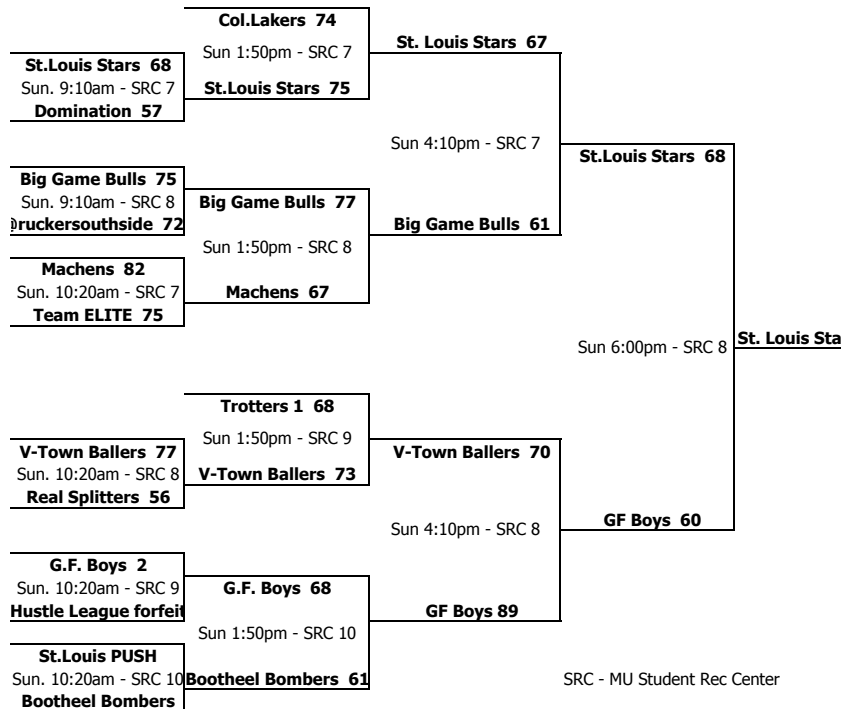 Col.Lakers 74
Sun 1:50pm - SRC 7
St. Louis Stars 67
St.Louis Stars 68
Sun. 9:10am - SRC 7
St.Louis Stars 75
Domination 57
Sun 4:10pm - SRC 7
St.Louis Stars 68
Big Game Bulls 75
Sun. 9:10am - SRC 8
Big Game Bulls 77
@ruckersouthside 72
Big Game Bulls 61
Sun 1:50pm - SRC 8
Machens 82
Sun. 10:20am - SRC 7
Machens 67
Team ELITE 75
Sun 6:00pm - SRC 8
St. Louis Sta
Trotters 1 68
Sun 1:50pm - SRC 9
V-Town Ballers 77
V-Town Ballers 70
Sun. 10:20am - SRC 8
V-Town Ballers 73
Real Splitters 56
Sun 4:10pm - SRC 8
GF Boys 60
G.F. Boys 2
Sun. 10:20am - SRC 9
G.F. Boys 68
Hustle League forfeit
GF Boys 89
Sun 1:50pm - SRC 10
St.Louis PUSH
Sun. 10:20am - SRC 10
Bootheel Bombers 61
SRC - MU Student Rec Center
Bootheel Bombers